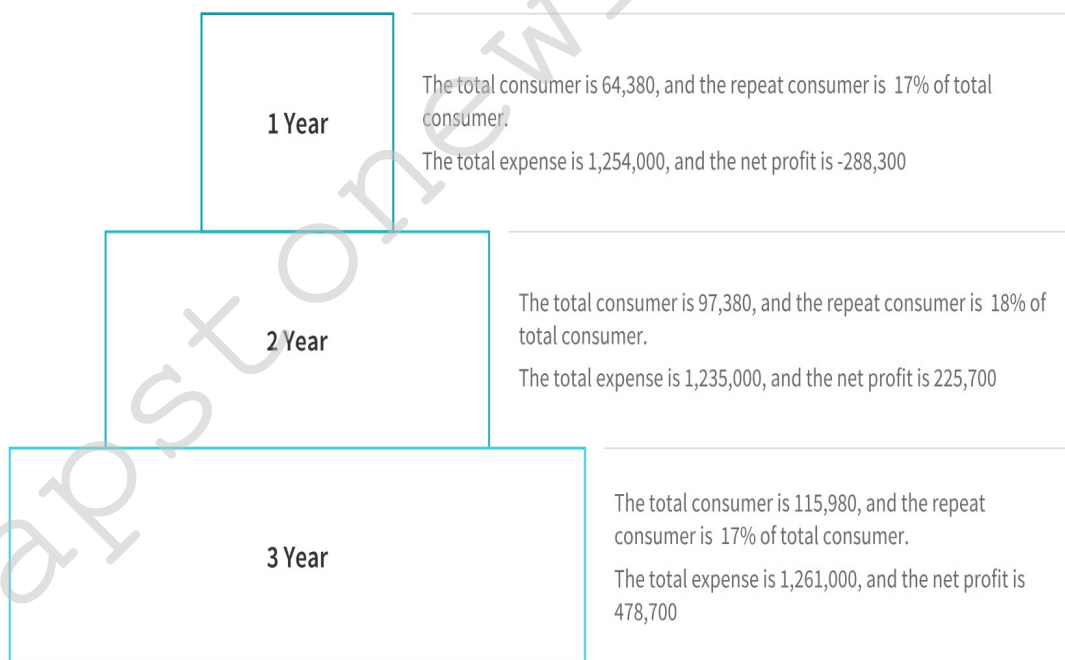 1 Year
The total consumer is 64,380, and the repeat consumer is 17% of total
consumer.
The total expense is 1,254,000, and the net profit is -288,300
2 Year
The total consumer is 97,380, and the repeat consumer is 18% of
total consumer.
The total expense is 1,235,000, and the net profit is 225,700
3 Year
The total consumer is 115,980, and the repeat
consumer is 17% of total consumer.
The total expense is 1,261,000, and the net profit is
478,700
apstonew